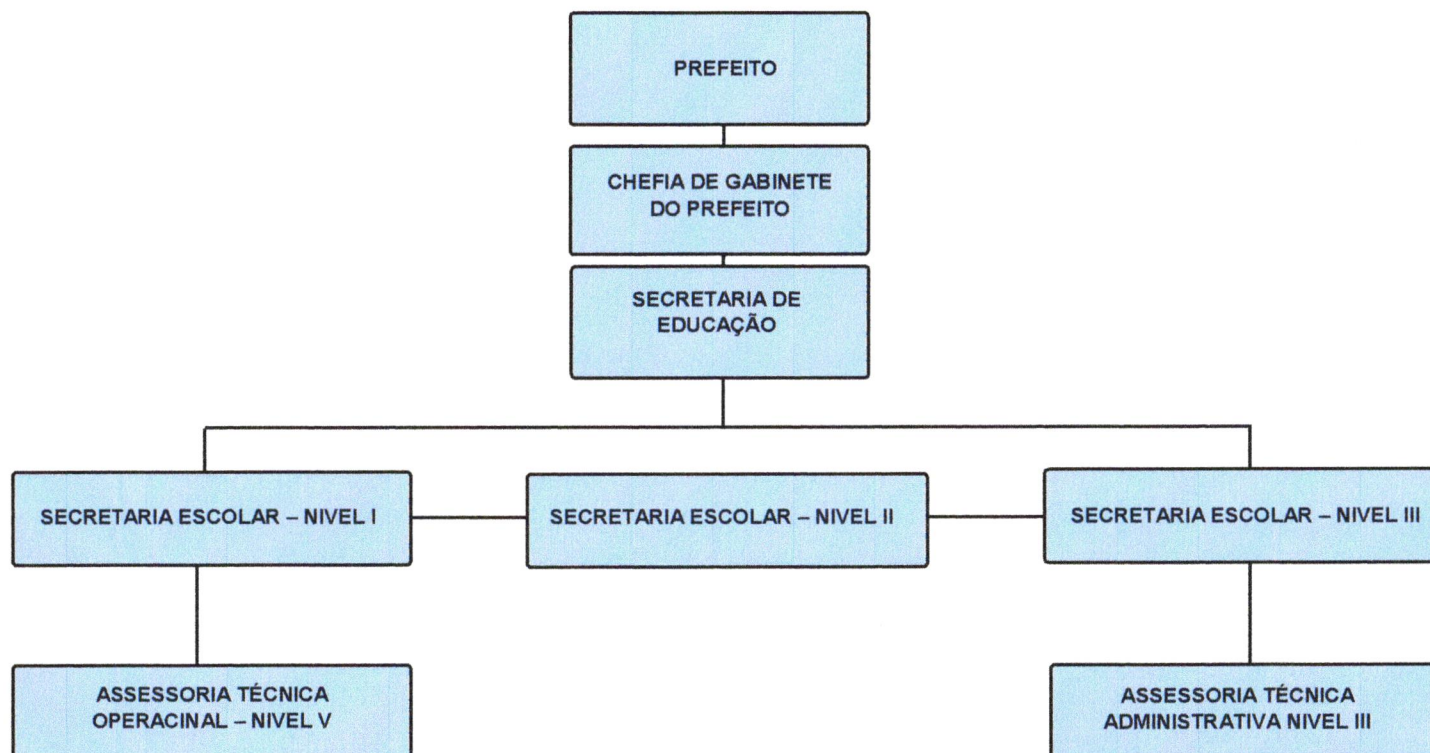 PREFEITO
CHEFIA DE GABINETE
DO PREFEITO
SECRETARIA DE
EDUCAÇÃO
SECRETARIA ESCOLAR – NIVEL I
SECRETARIA ESCOLAR – NIVEL II
SECRETARIA ESCOLAR – NIVEL III
ASSESSORIA TÉCNICA
OPERACINAL – NIVEL V
ASSESSORIA TÉCNICA
ADMINISTRATIVA NIVEL III